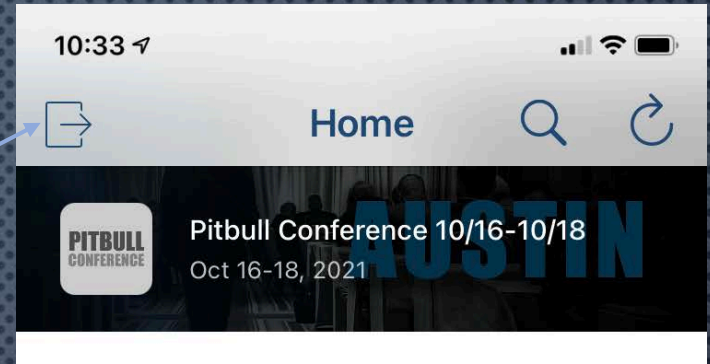 10:33
Home
AUSTIN
PITBULL
CONFERENCE
Pitbull Conference 10/16-10/18
Oct 16-18, 2021